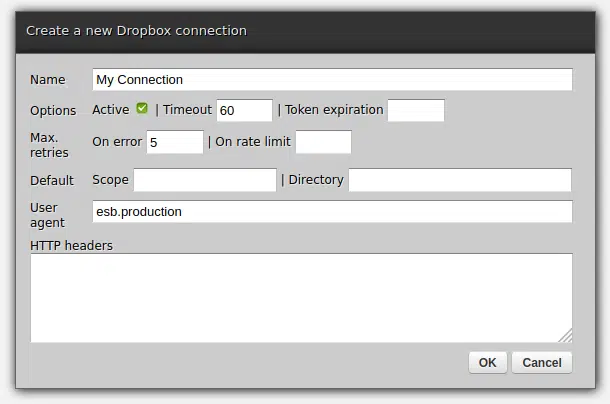 Create a new Dropbox connection
Name My Connection
Options Active | Timeout 60 | Token expiration
Max. retries On error 5 | On rate limit
Default Scope | Directory
User agent esb.production
HTTP headers
OK Cancel